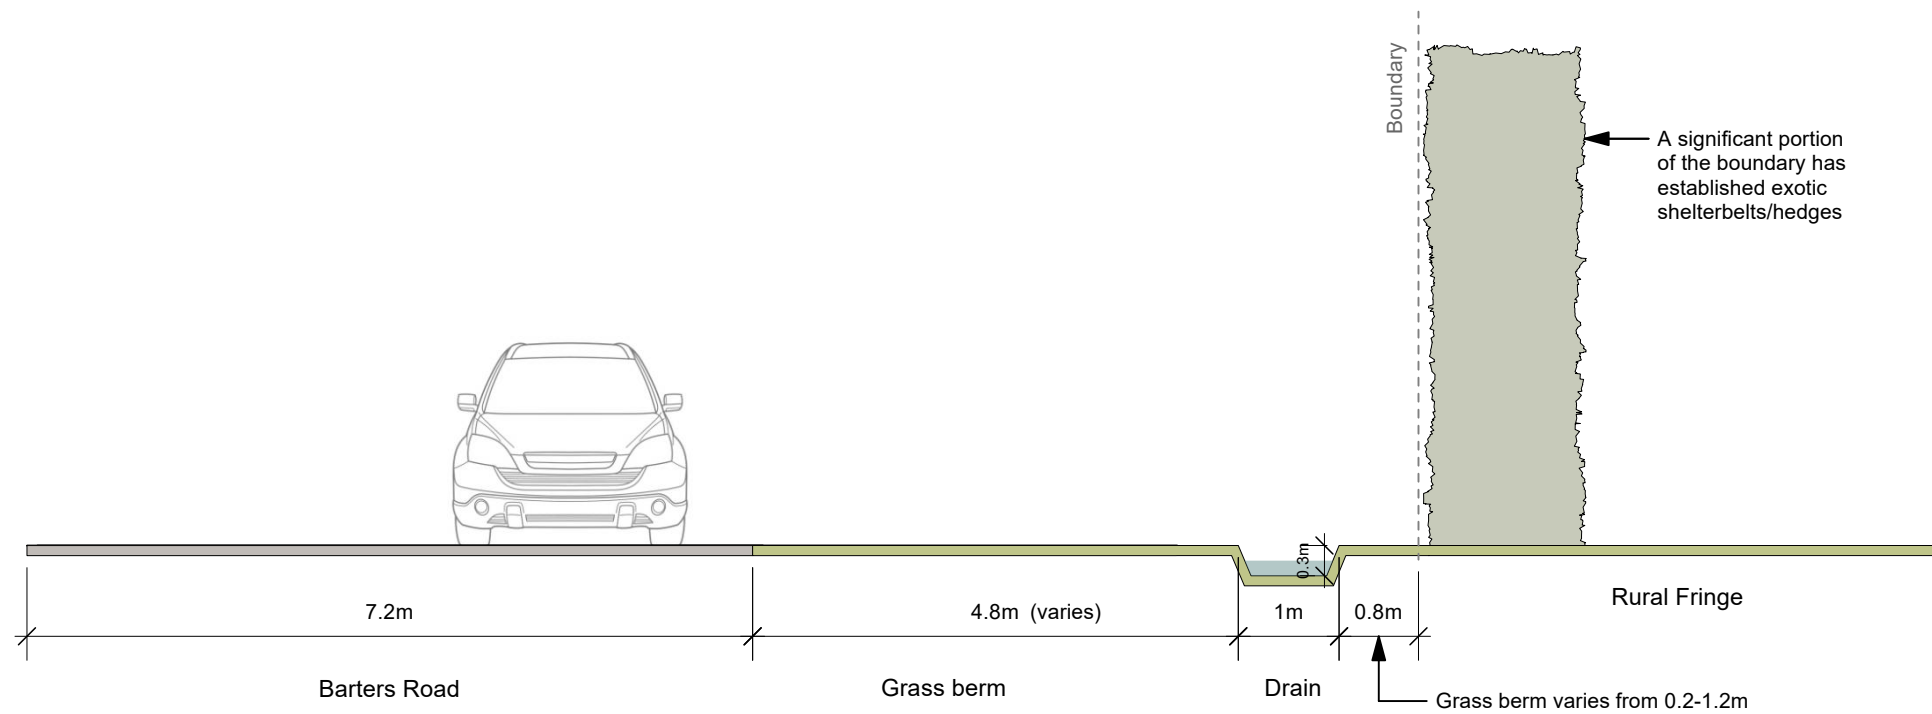 Boundary
A significant portion
of the boundary has
established exotic
shelterbelts/hedges
0.3m
Rural Fringe
7.2m
4.8m (varies)
1m
0.8m
Barters Road
Grass berm
Drain
Grass berm varies from 0.2-1.2m